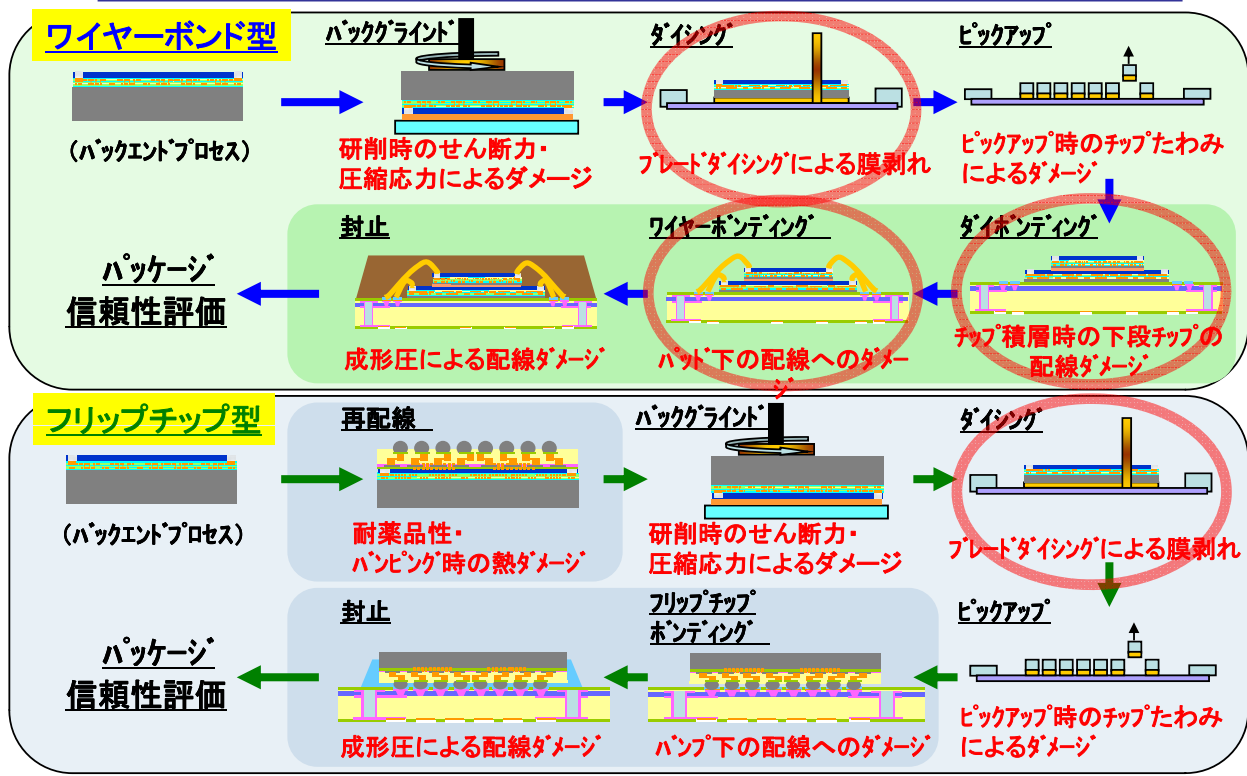 ワイヤーボンド型
(バックエンドプロセス)
バックグラインド
研削時のせん断力・
圧縮応力によるダメージ
ダイシング
ブレードダイシングによる膜剥れ
ピックアップ
ピックアップ時のチップたわみ
によるダメージ
ダイボンディング
チップ積層時の下段チップの
配線ダメージ
ワイヤーボンディング
パッド下の配線へのダメー
ジ
封止
成形圧による配線ダメージ
パッケージ
信頼性評価
フリップチップ型
(バックエンドプロセス)
再配線
耐薬品性・
バンピング時の熱ダメージ
バックグラインド
研削時のせん断力・
圧縮応力によるダメージ
ダイシング
ブレードダイシングによる膜剥れ
ピックアップ
ピックアップ時のチップたわみ
によるダメージ
フリップチップ
ボンディング
バンプ下の配線へのダメージ
封止
成形圧による配線ダメージ
パッケージ
信頼性評価